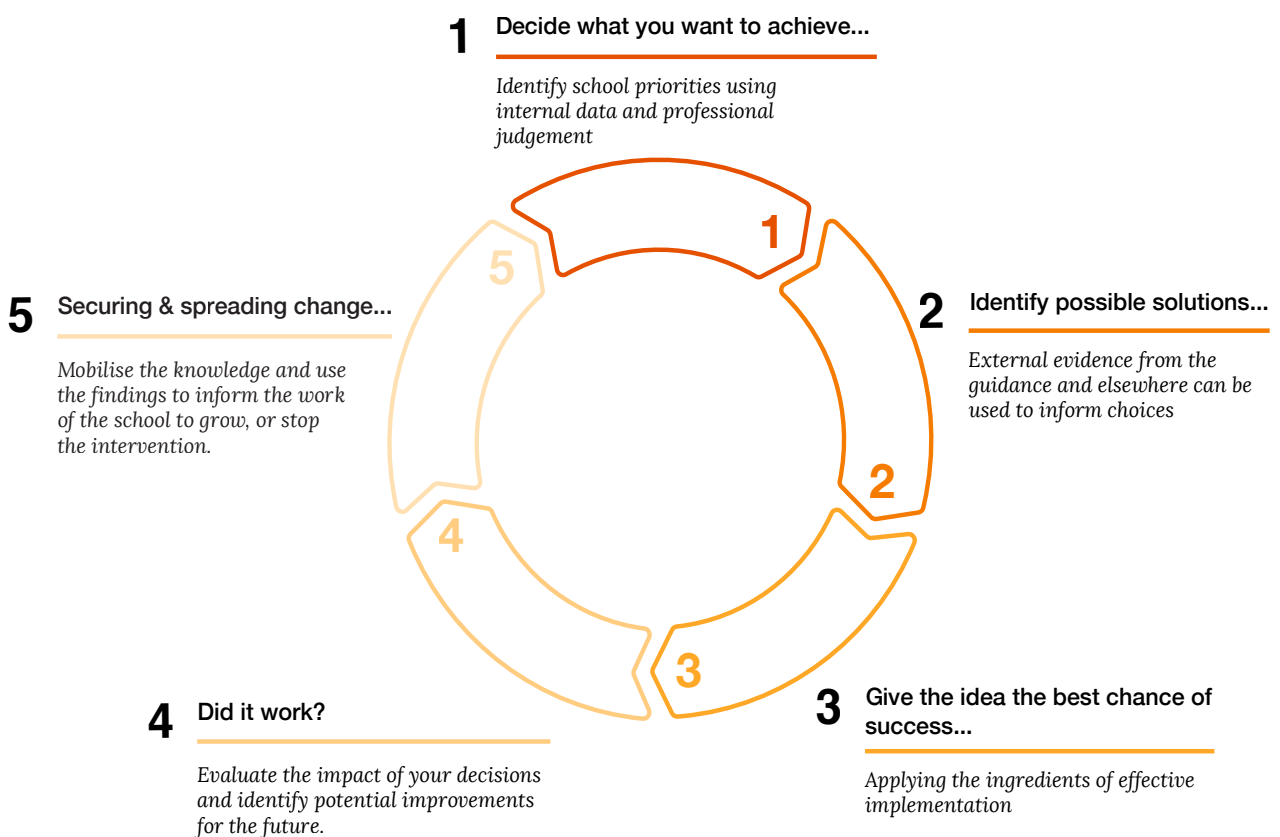 1
Decide what you want to achieve...
Identify school priorities using
internal data and professional
judgement
1
2
Identify possible solutions...
External evidence from the
guidance and elsewhere can be
used to inform choices
2
3
Give the idea the best chance of
success...
Applying the ingredients of effective
implementation
3
4
Did it work?
Evaluate the impact of your decisions
and identify potential improvements
for the future.
4
5
Securing & spreading change...
Mobilise the knowledge and use
the findings to inform the work
of the school to grow, or stop
the intervention.
5